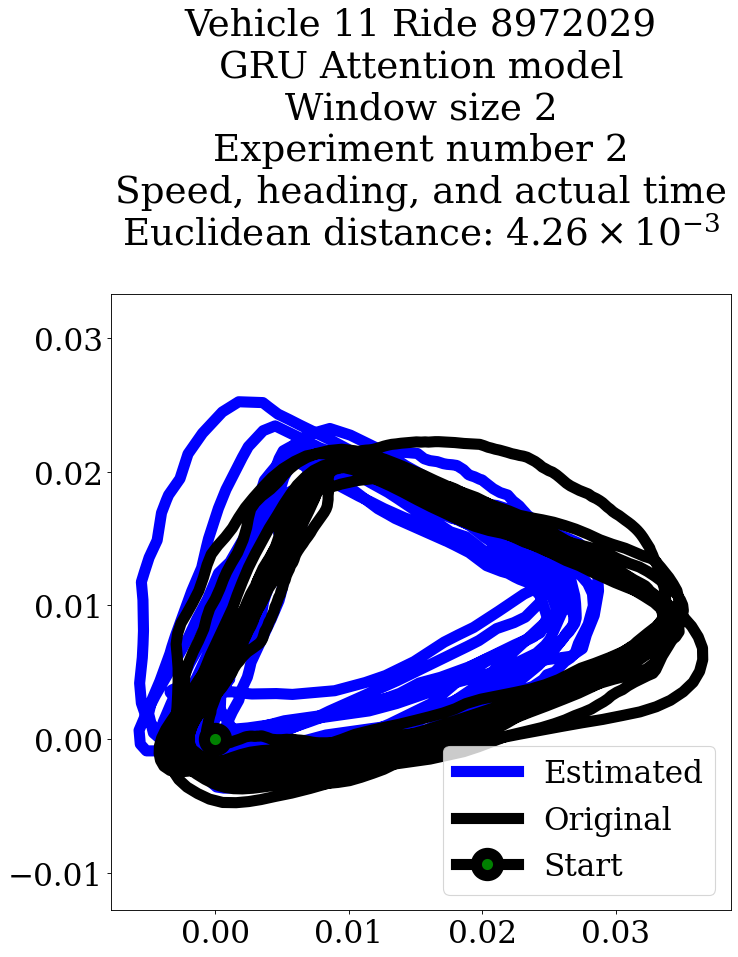 Vehicle 11 Ride 8972029
GRU Attention model
Window size 2
Experiment number 2
Speed, heading, and actual time
Euclidean distance: 4.26 × 10⁻³
0.03
0.02
0.01
0.00
−0.01
Estimated
Original
Start
0.00 0.01 0.02 0.03